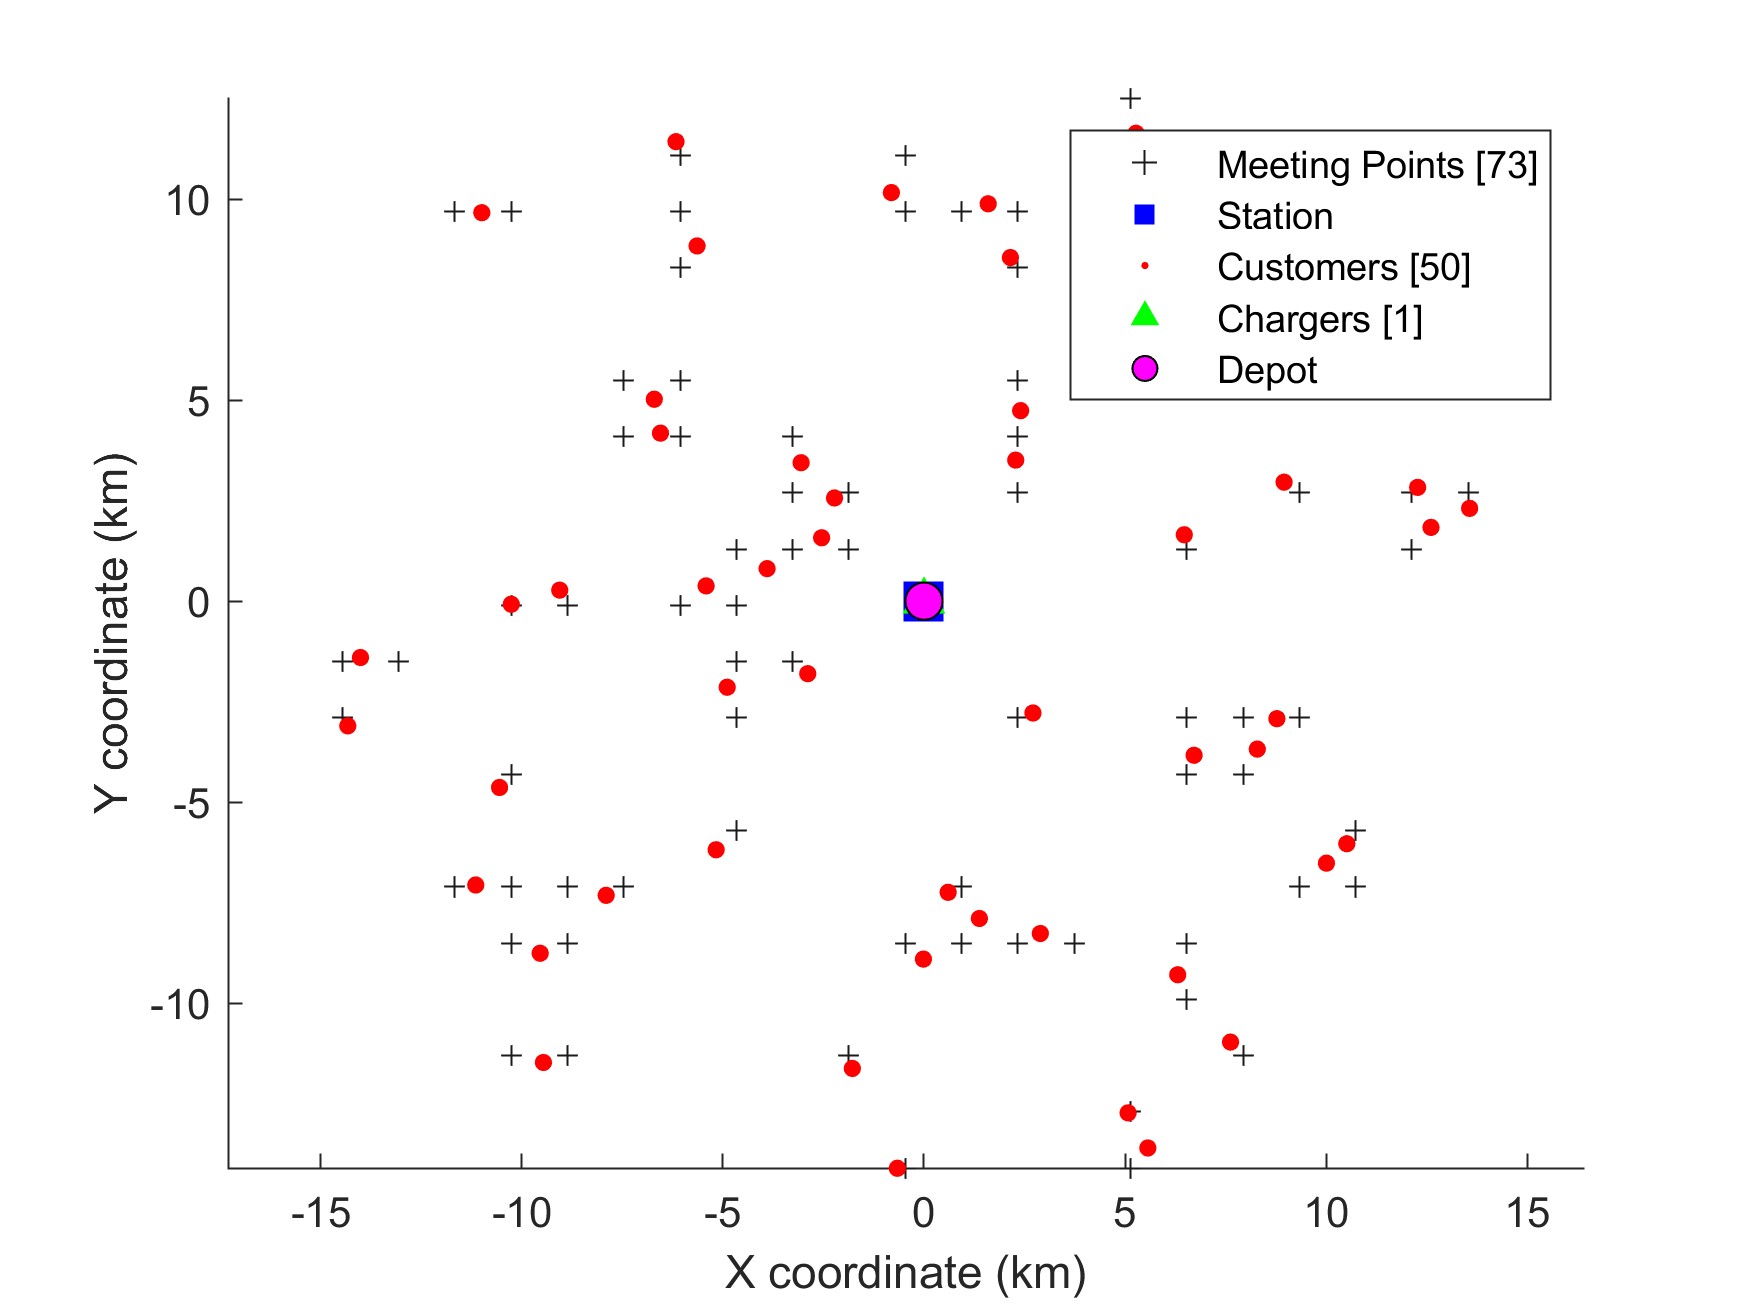 Meeting Points [73]
Station
Customers [50]
Chargers [1]
Depot
10
5
0
-5
-10
Y coordinate (km)
-15
-10
-5
0
5
10
15
X coordinate (km)